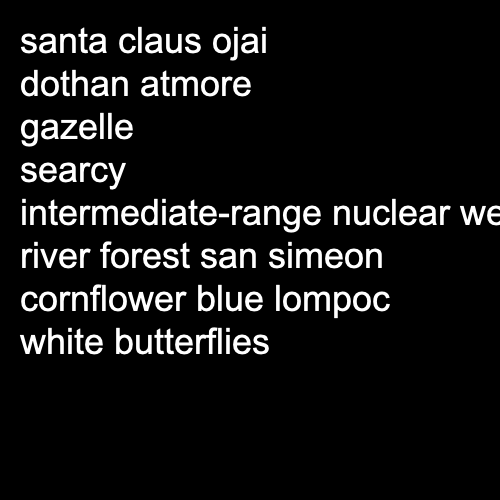 santa claus ojai
dothan atmore
gazelle
searcy
intermediate-range nuclear we
river forest san simeon
cornflower blue lompoc
white butterflies